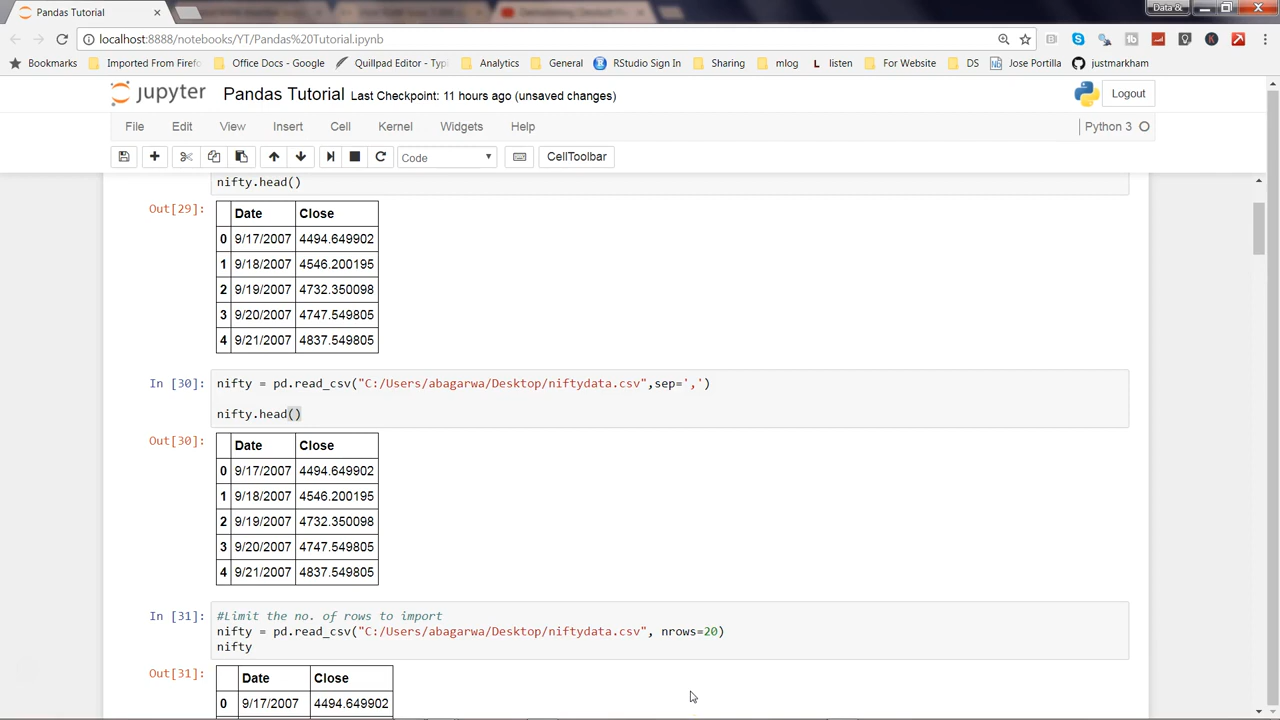 Pandas Tutorial
Data &
localhost:8888/notebooks/YT/Pandas%20Tutorial.ipynb
Bookmarks Imported From Firefo Office Docs - Google Quillpad Editor - Typi Analytics General RStudio Sign In Sharing mlog listen For Website DS Jose Portilla justmarkham
jupyter Pandas Tutorial Last Checkpoint: 11 hours ago (unsaved changes) Logout
File Edit View Insert Cell Kernel Widgets Help Python 3
Code CellToolbar
nifty.head()
Out[29]:
Date Close
0 9/17/2007 4494.649902
1 9/18/2007 4546.200195
2 9/19/2007 4732.350098
3 9/20/2007 4747.549805
4 9/21/2007 4837.549805
In [30]: nifty = pd.read_csv("C:/Users/abagarwa/Desktop/niftydata.csv",sep=',')
nifty.head()
Out[30]:
Date Close
0 9/17/2007 4494.649902
1 9/18/2007 4546.200195
2 9/19/2007 4732.350098
3 9/20/2007 4747.549805
4 9/21/2007 4837.549805
In [31]: #Limit the no. of rows to import
nifty = pd.read_csv("C:/Users/abagarwa/Desktop/niftydata.csv", nrows=20)
nifty
Out[31]:
Date Close
0 9/17/2007 4494.649902